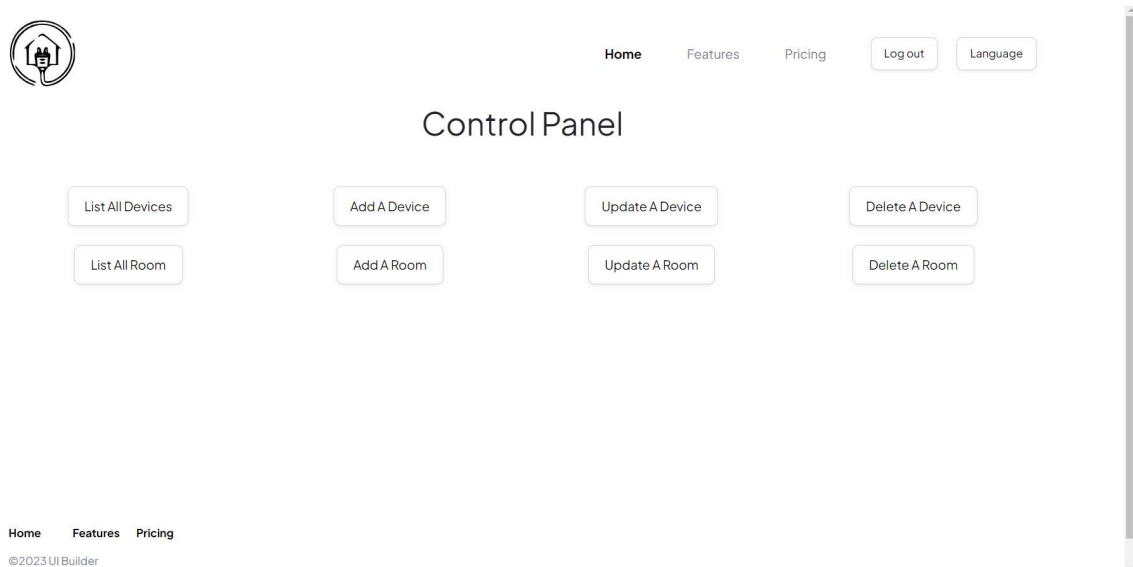 Home Features Pricing Log out Language
Control Panel
List All Devices Add A Device Update A Device Delete A Device
List All Room Add A Room Update A Room Delete A Room
Home Features Pricing
©2023 UI Builder